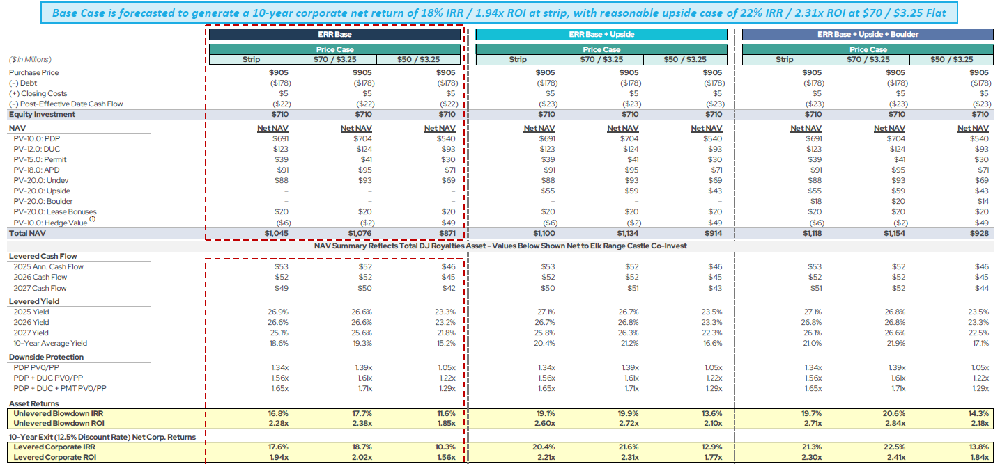 Base Case is forecasted to generate a 10-year corporate net return of 18% IRR / 1.94x ROI at strip, with reasonable upside case of 22% IRR / 2.31x ROI at $70 / $3.25 Flat
ERR Base ERR Base + Upside ERR Base + Upside + Boulder
Price Case Price Case Price Case
($ in Millions) Strip $70 / $3.25 $50 / $3.25 Strip $70 / $3.25 $50 / $3.25 Strip $70 / $3.25 $50 / $3.25
Purchase Price $905 $905 $905 $905 $905 $905 $905 $905 $905
(-) Debt ($178) ($178) ($178) ($178) ($178) ($178) ($178) ($178) ($178)
(+) Closing Costs $5 $5 $5 $5 $5 $5 $5 $5 $5
(-) Post-Effective Date Cash Flow ($22) ($22) ($22) ($23) ($23) ($23) ($23) ($23) ($23)
Equity Investment $710 $710 $710 $710 $710 $710 $710 $710 $710
NAV Net NAV Net NAV Net NAV Net NAV Net NAV Net NAV Net NAV Net NAV Net NAV
PV-10.0: PDP $691 $704 $540 $691 $704 $540 $691 $704 $540
PV-12.0: DUC $123 $124 $93 $123 $124 $93 $123 $124 $93
PV-15.0: Permit $39 $41 $30 $39 $41 $30 $39 $41 $30
PV-18.0: APD $91 $95 $71 $91 $95 $71 $91 $95 $71
PV-20.0: Undev $88 $93 $69 $88 $93 $69 $88 $93 $69
PV-20.0: Upside – – – $55 $59 $43 $55 $59 $43
PV-20.0: Boulder – – – – – – $18 $20 $14
PV-20.0: Lease Bonuses $20 $20 $20 $20 $20 $20 $20 $20 $20
PV-10.0: Hedge Value (1) ($6) ($2) $49 ($6) ($2) $49 ($6) ($2) $49
Total NAV $1,045 $1,076 $871 $1,100 $1,134 $914 $1,118 $1,154 $928
NAV Summary Reflects Total DJ Royalties Asset - Values Below Shown Net to Elk Range Castle Co-Invest
Levered Cash Flow
2025 Ann. Cash Flow $53 $52 $46 $53 $52 $46 $53 $52 $46
2026 Cash Flow $52 $52 $45 $52 $52 $45 $52 $52 $45
2027 Cash Flow $49 $50 $42 $50 $51 $43 $51 $52 $44
Levered Yield
2025 Yield 26.9% 26.6% 23.3% 27.1% 26.7% 23.5% 27.1% 26.8% 23.5%
2026 Yield 26.6% 26.6% 23.2% 26.7% 26.8% 23.3% 26.8% 26.8% 23.3%
2027 Yield 25.1% 25.6% 21.8% 25.8% 26.3% 22.3% 26.1% 26.6% 22.5%
10-Year Average Yield 18.6% 19.3% 15.2% 20.4% 21.2% 16.6% 21.0% 21.9% 17.1%
Downside Protection
PDP PV0/PP 1.34x 1.39x 1.05x 1.34x 1.39x 1.05x 1.34x 1.39x 1.05x
PDP + DUC PV0/PP 1.56x 1.61x 1.22x 1.56x 1.61x 1.22x 1.56x 1.61x 1.22x
PDP + DUC + PMT PV0/PP 1.65x 1.71x 1.29x 1.65x 1.71x 1.29x 1.65x 1.71x 1.29x
Asset Returns
Unlevered Blowdown IRR 16.8% 17.7% 11.6% 19.1% 19.9% 13.6% 19.7% 20.6% 14.3%
Unlevered Blowdown ROI 2.28x 2.38x 1.85x 2.60x 2.72x 2.10x 2.71x 2.84x 2.18x
10-Year Exit (12.5% Discount Rate) Net Corp. Returns
Levered Corporate IRR 17.6% 18.7% 10.3% 20.4% 21.6% 12.9% 21.3% 22.5% 13.8%
Levered Corporate ROI 1.94x 2.02x 1.56x 2.21x 2.31x 1.77x 2.30x 2.41x 1.84x